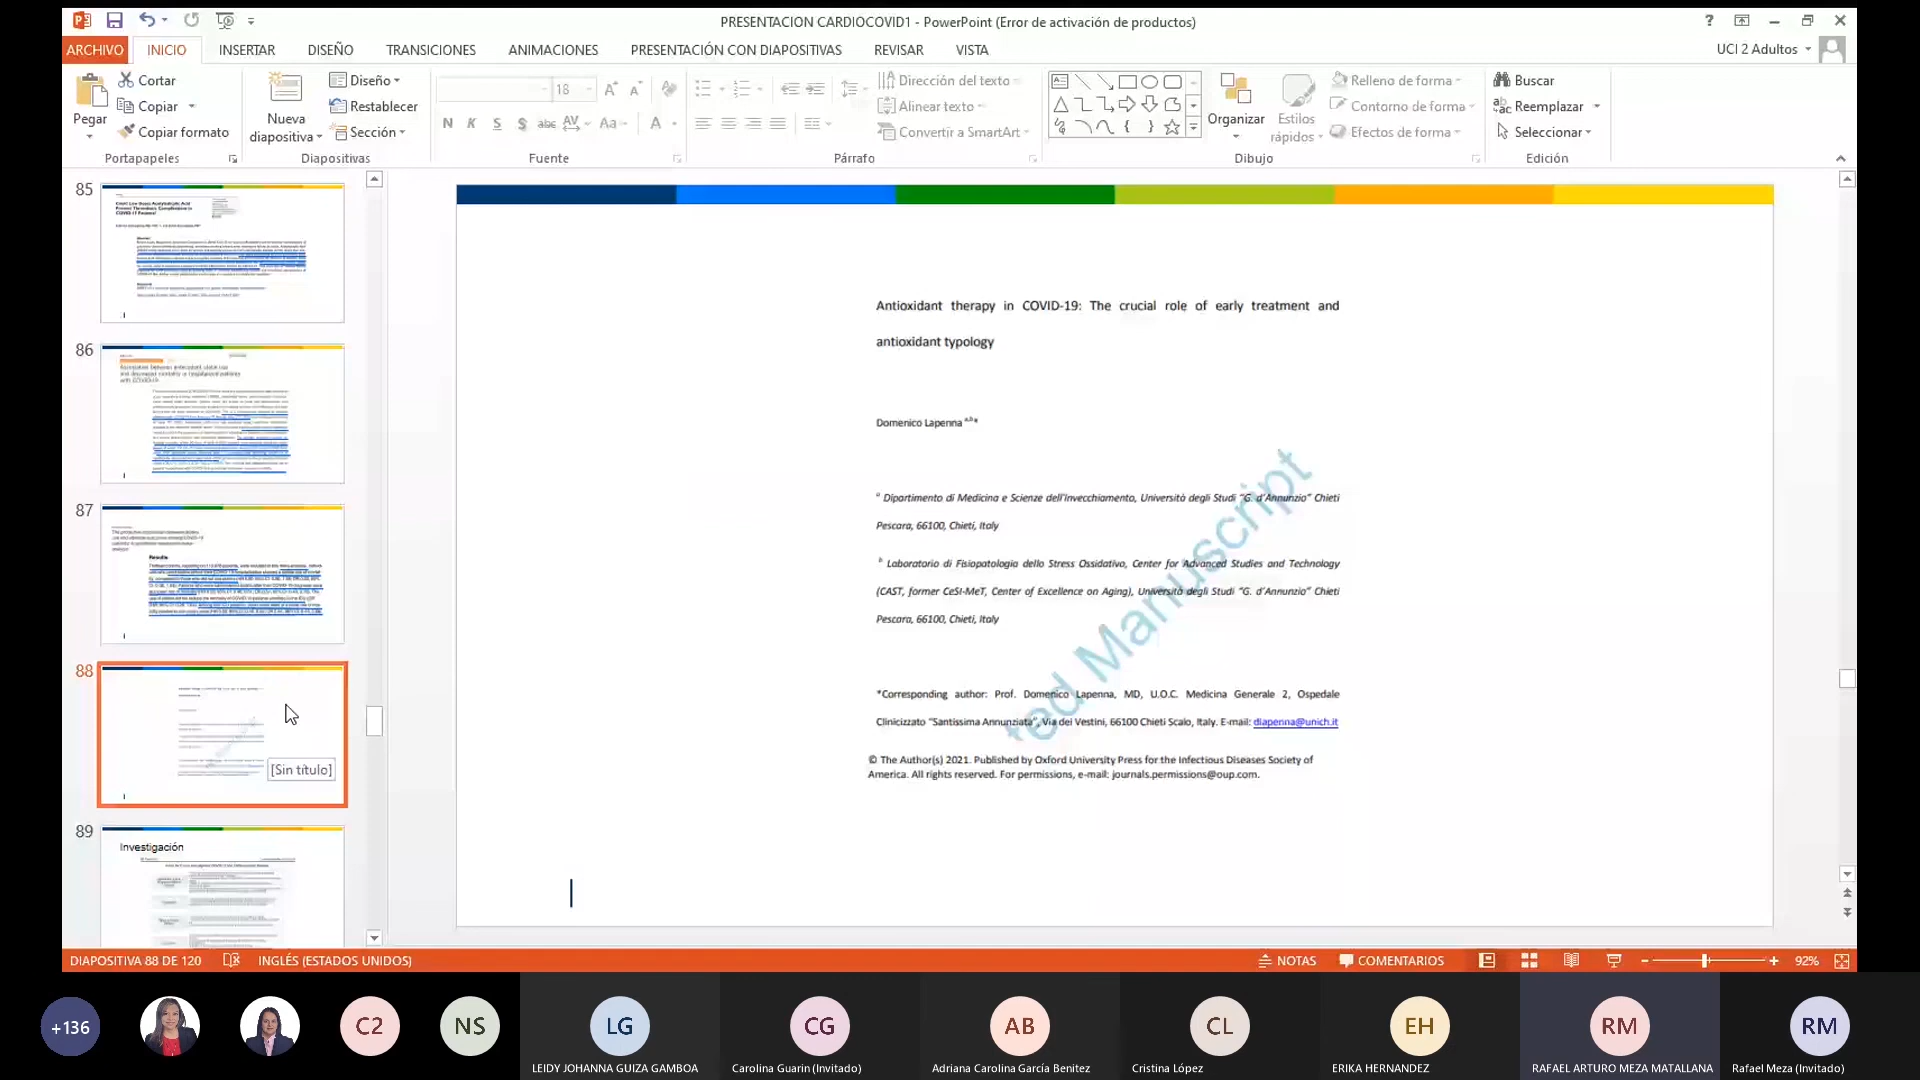 PRESENTACION CARDIOCOVID1 - PowerPoint (Error de activación de productos)
ARCHIVO INICIO INSERTAR DISEÑO TRANSICIONES ANIMACIONES PRESENTACIÓN CON DIAPOSITIVAS REVISAR VISTA UCI 2 Adultos
Pegar
Cortar
Copiar
Copiar formato
Portapapeles
Nueva
diapositiva
Diseño
Restablecer
Sección
Diapositivas
18
N K S S abc AV Aa A
Fuente
Dirección del texto
Alinear texto
Convertir a SmartArt
Párrafo
Organizar
Estilos
rápidos
Relleno de forma
Contorno de forma
Efectos de forma
Dibujo
Buscar
Reemplazar
Seleccionar
Edición
85
86
87
Results
88
[Sin título]
89
Investigación
Antioxidant therapy in COVID-19: The crucial role of early treatment and
antioxidant typology
Domenico Lapenna a,b*
a Dipartimento di Medicina e Scienze dell'Invecchiamento, Università degli Studi "G. d'Annunzio" Chieti
Pescara, 66100, Chieti, Italy
b Laboratorio di Fisiopatologia dello Stress Ossidativo, Center for Advanced Studies and Technology
(CAST, former CeSI-MeT, Center of Excellence on Aging), Università degli Studi "G. d'Annunzio" Chieti
Pescara, 66100, Chieti, Italy
*Corresponding author: Prof. Domenico Lapenna, MD, U.O.C. Medicina Generale 2, Ospedale
Clinicizzato "Santissima Annunziata", Via dei Vestini, 66100 Chieti Scalo, Italy. E-mail: dlapenna@unich.it
© The Author(s) 2021. Published by Oxford University Press for the Infectious Diseases Society of
America. All rights reserved. For permissions, e-mail: journals.permissions@oup.com.
ted Manuscript
DIAPOSITIVA 88 DE 120 INGLÉS (ESTADOS UNIDOS) NOTAS COMENTARIOS 92%
+136 C2 NS LG CG AB CL EH RM RM
LEIDY JOHANNA GUIZA GAMBOA Carolina Guarin (Invitado) Adriana Carolina García Benitez Cristina López ERIKA HERNANDEZ RAFAEL ARTURO MEZA MATALLANA Rafael Meza (Invitado)